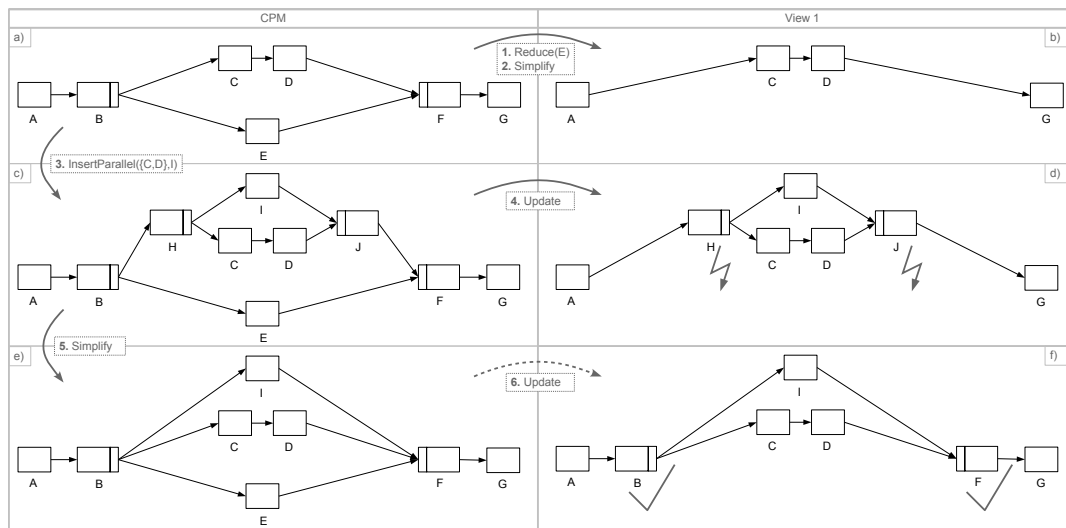 CPM
View 1
a)
b)
1. Reduce(E)
2. Simplify
C
D
A
B
E
F
G
C
D
A
G
3. InsertParallel({C,D},I)
c)
d)
4. Update
I
H
C
D
J
A
B
E
F
G
I
H
C
D
J
A
G
5. Simplify
e)
f)
6. Update
I
C
D
A
B
E
F
G
I
C
D
A
B
F
G